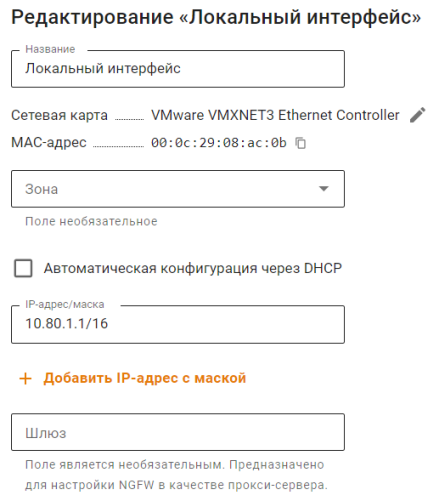 Редактирование «Локальный интерфейс»
Название
Локальный интерфейс
Сетевая карта ........ VMware VMXNET3 Ethernet Controller
MAC-адрес ........ 00:0c:29:08:ac:0b
Зона
Поле необязательное
Автоматическая конфигурация через DHCP
IP-адрес/маска
10.80.1.1/16
+ Добавить IP-адрес с маской
Шлюз
Поле является необязательным. Предназначено
для настройки NGFW в качестве прокси-сервера.